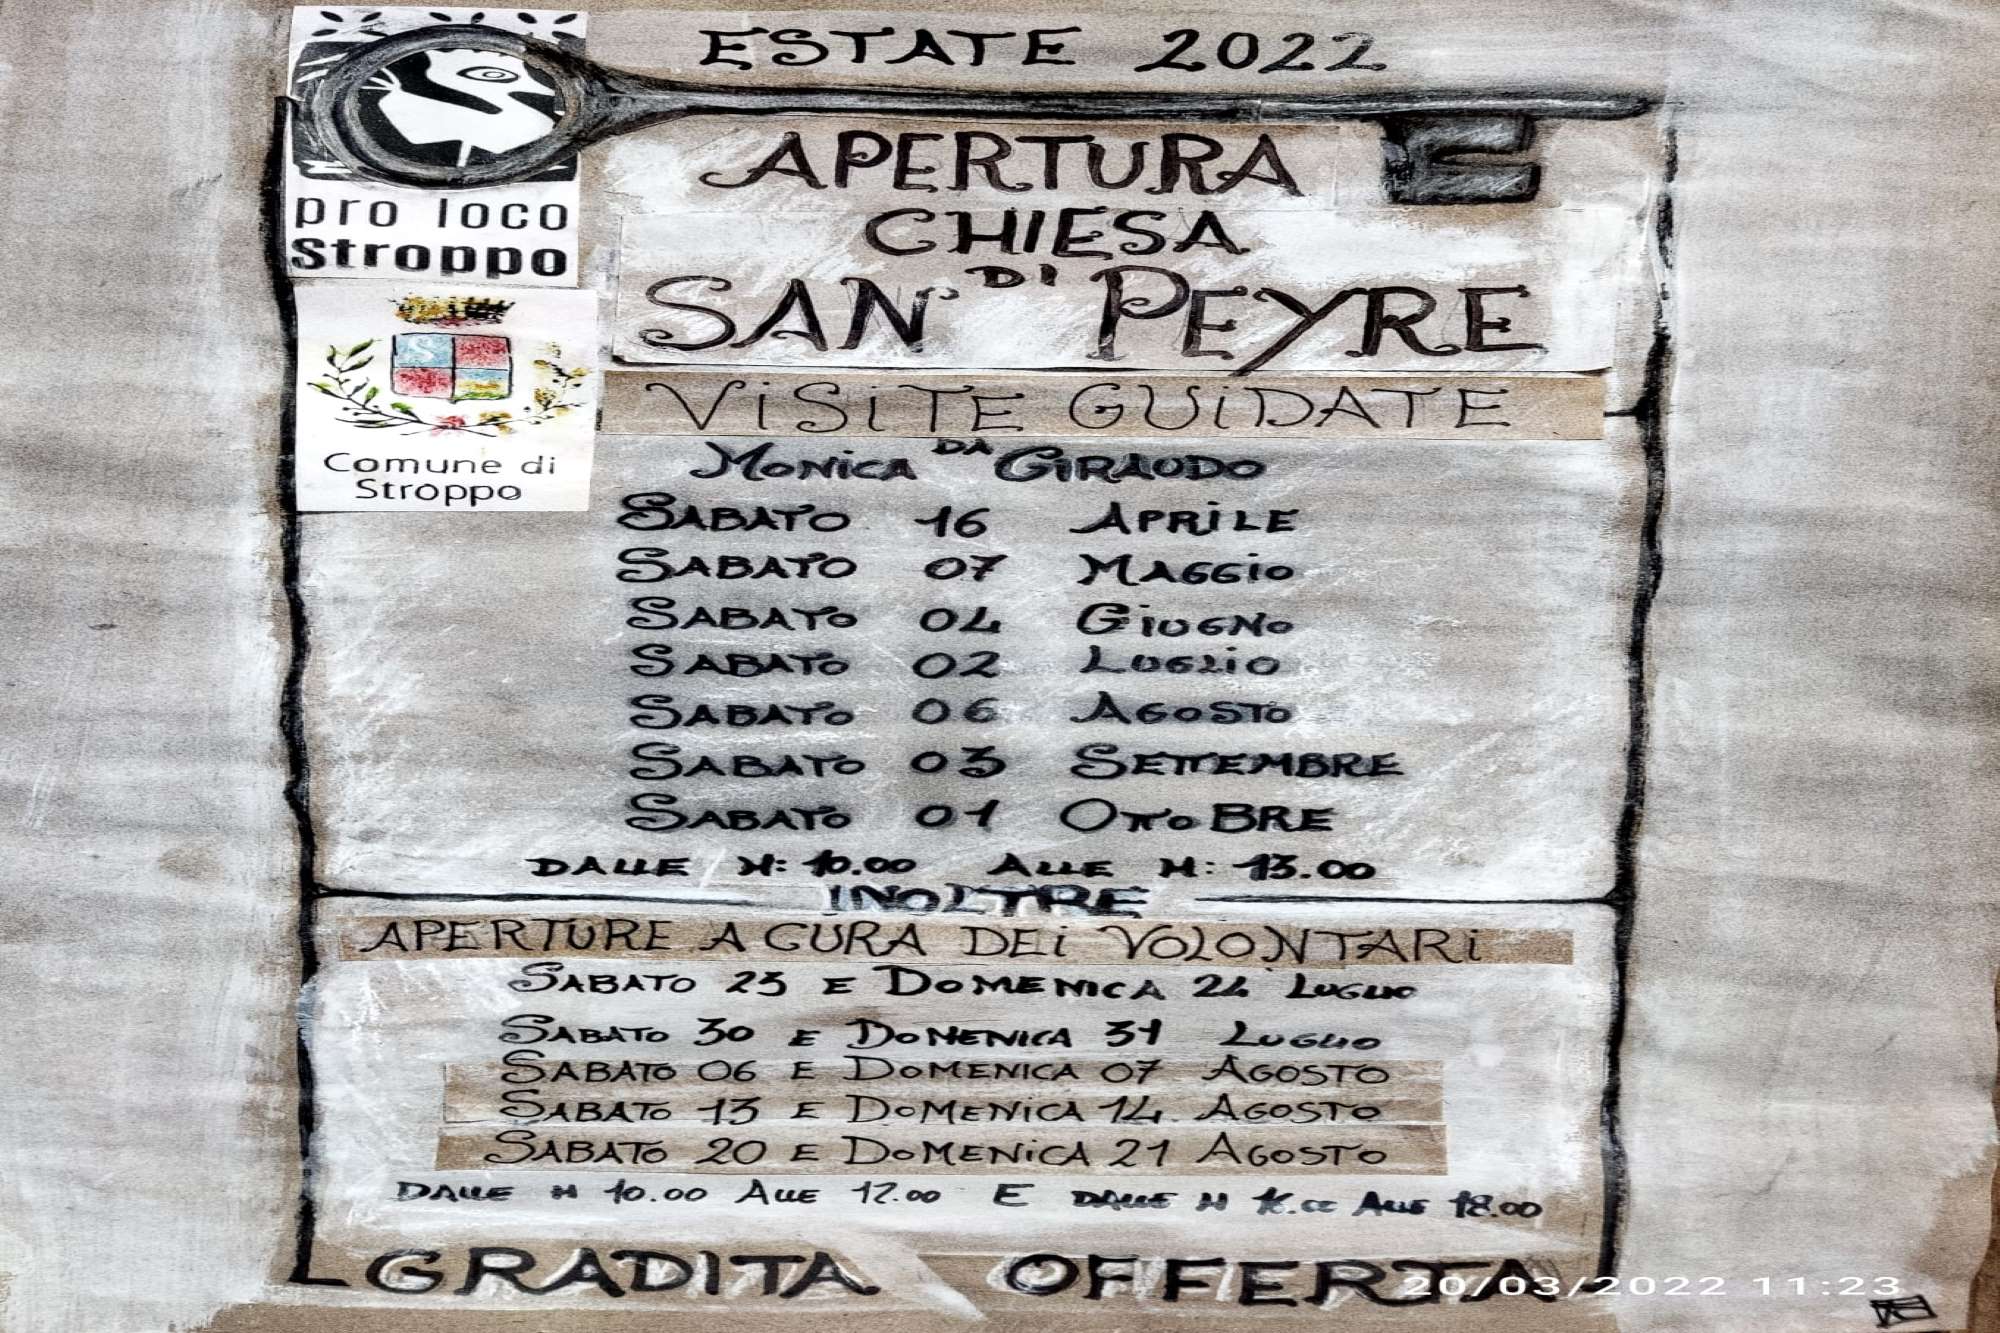 ESTATE 2022
pro loco
stroppo
APERTURA
CHIESA
DI
SAN PEYRE
Comune di
Stroppo
VISITE GUIDATE
DA
MONICA GIRAUDO
SABATO 16 APRILE
SABATO 07 MAGGIO
SABATO 04 GIUGNO
SABATO 02 LUGLIO
SABATO 06 AGOSTO
SABATO 03 SETTEMBRE
SABATO 01 OTTOBRE
DALLE H: 10.00 ALLE H: 13.00
INOLTRE
APERTURE A CURA DEI VOLONTARI
SABATO 23 E DOMENICA 24 LUGLIO
SABATO 30 E DOMENICA 31 LUGLIO
SABATO 06 E DOMENICA 07 AGOSTO
SABATO 13 E DOMENICA 14 AGOSTO
SABATO 20 E DOMENICA 21 AGOSTO
DALLE H 10.00 ALLE 12.00 E DALLE H 16.00 ALLE 18.00
GRADITA OFFERTA
20/03/2022 11:23